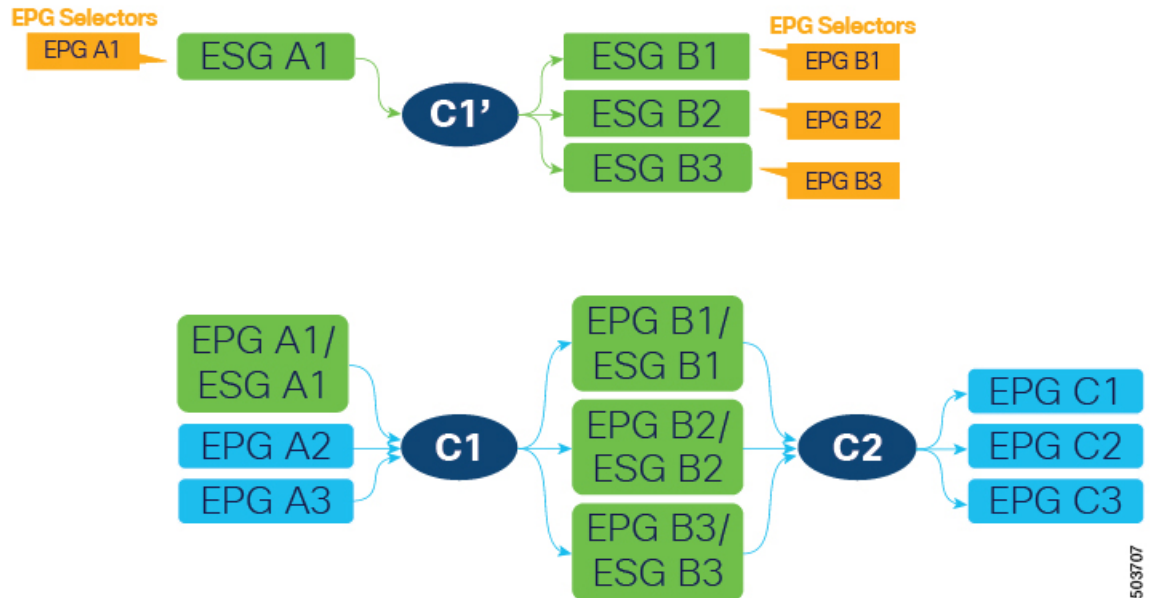 EPG Selectors
EPG A1
ESG A1
C1’
ESG B1
ESG B2
ESG B3
EPG Selectors
EPG B1
EPG B2
EPG B3
EPG A1/
ESG A1
EPG A2
EPG A3
C1
EPG B1/
ESG B1
EPG B2/
ESG B2
EPG B3/
ESG B3
C2
EPG C1
EPG C2
EPG C3
503707